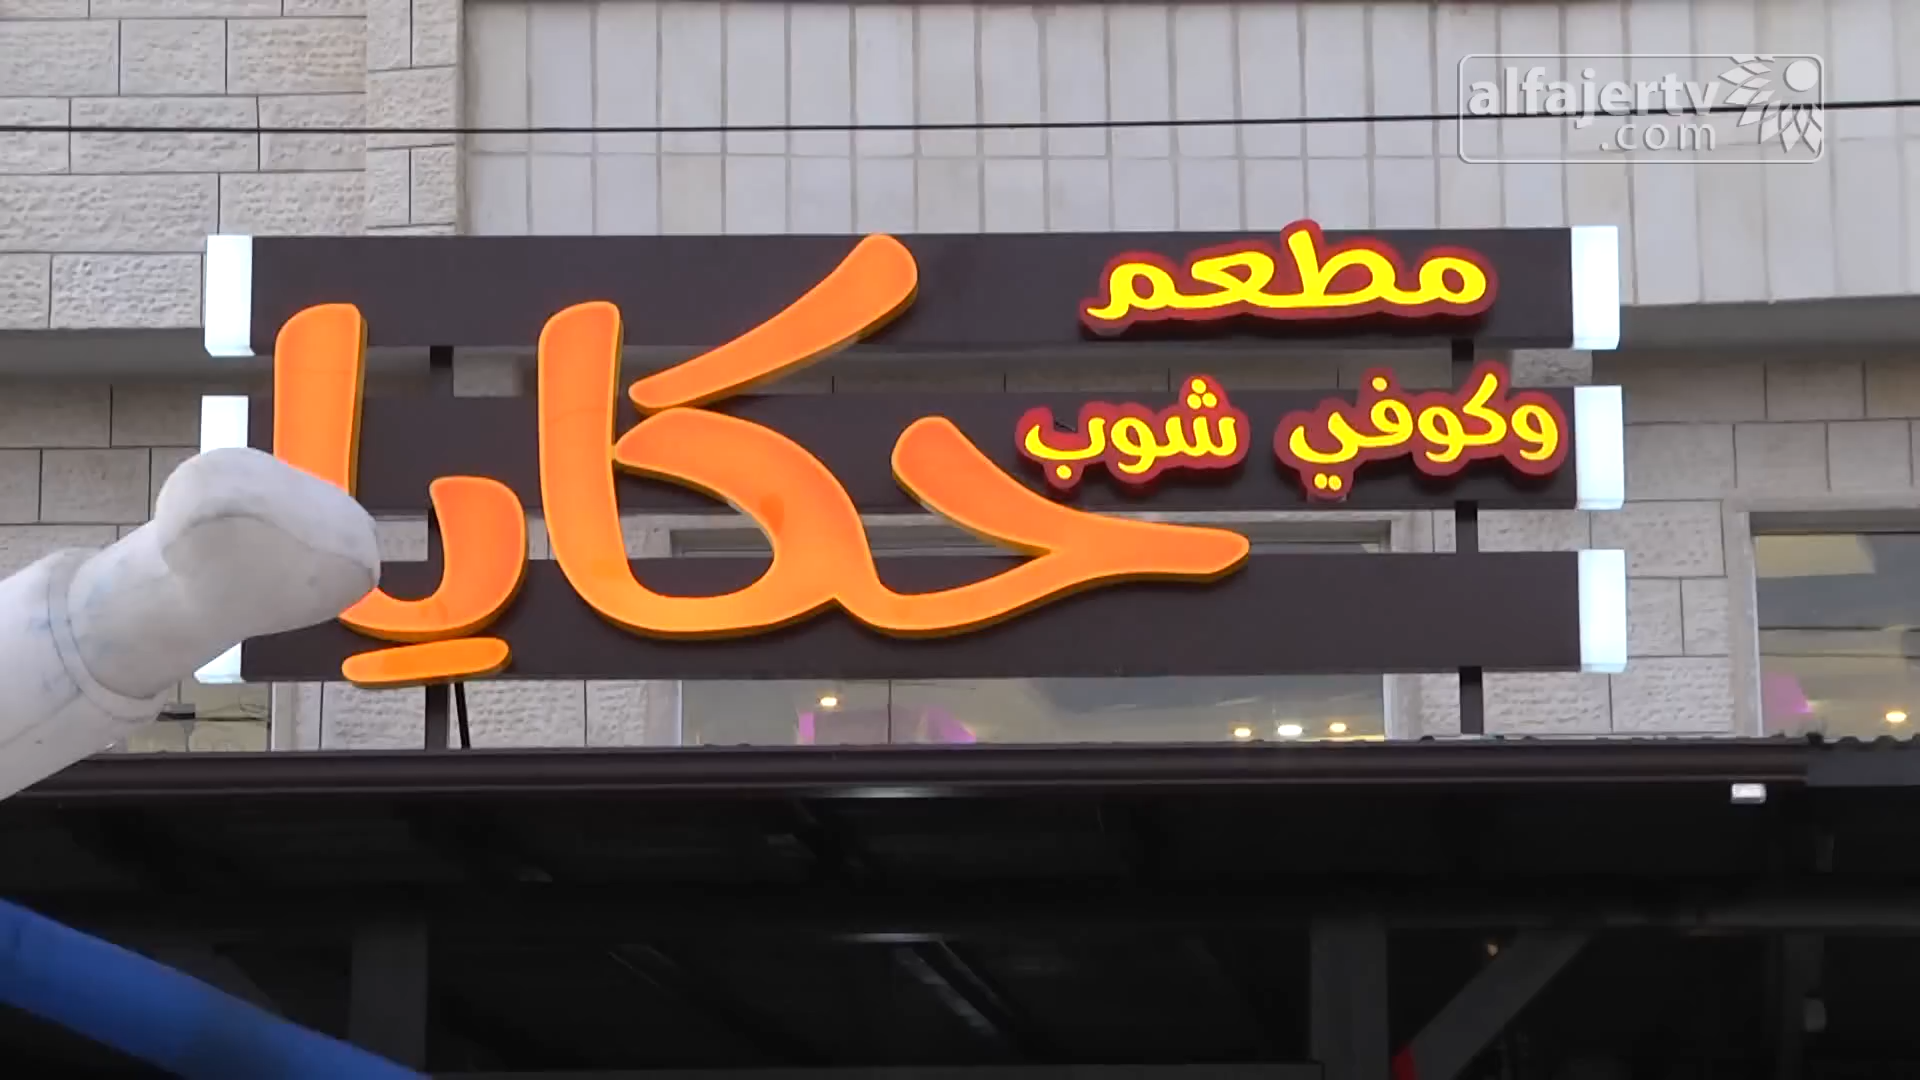 alfajertv
.com
مطعم
وكوفي شوب
حكايا